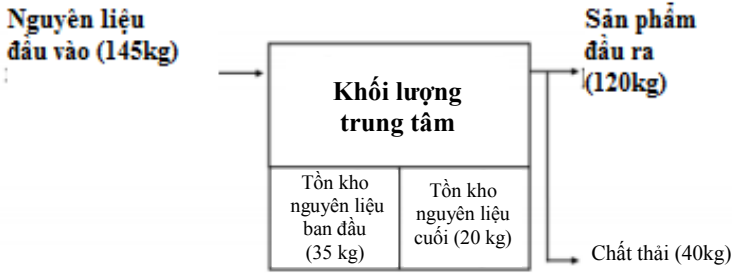 Nguyên liệu
đầu vào (145kg)
Sản phẩm
đầu ra
(120kg)
Khối lượng
trung tâm
Tồn kho
nguyên liệu
ban đầu
(35 kg)
Tồn kho
nguyên liệu
cuối (20 kg)
Chất thải (40kg)